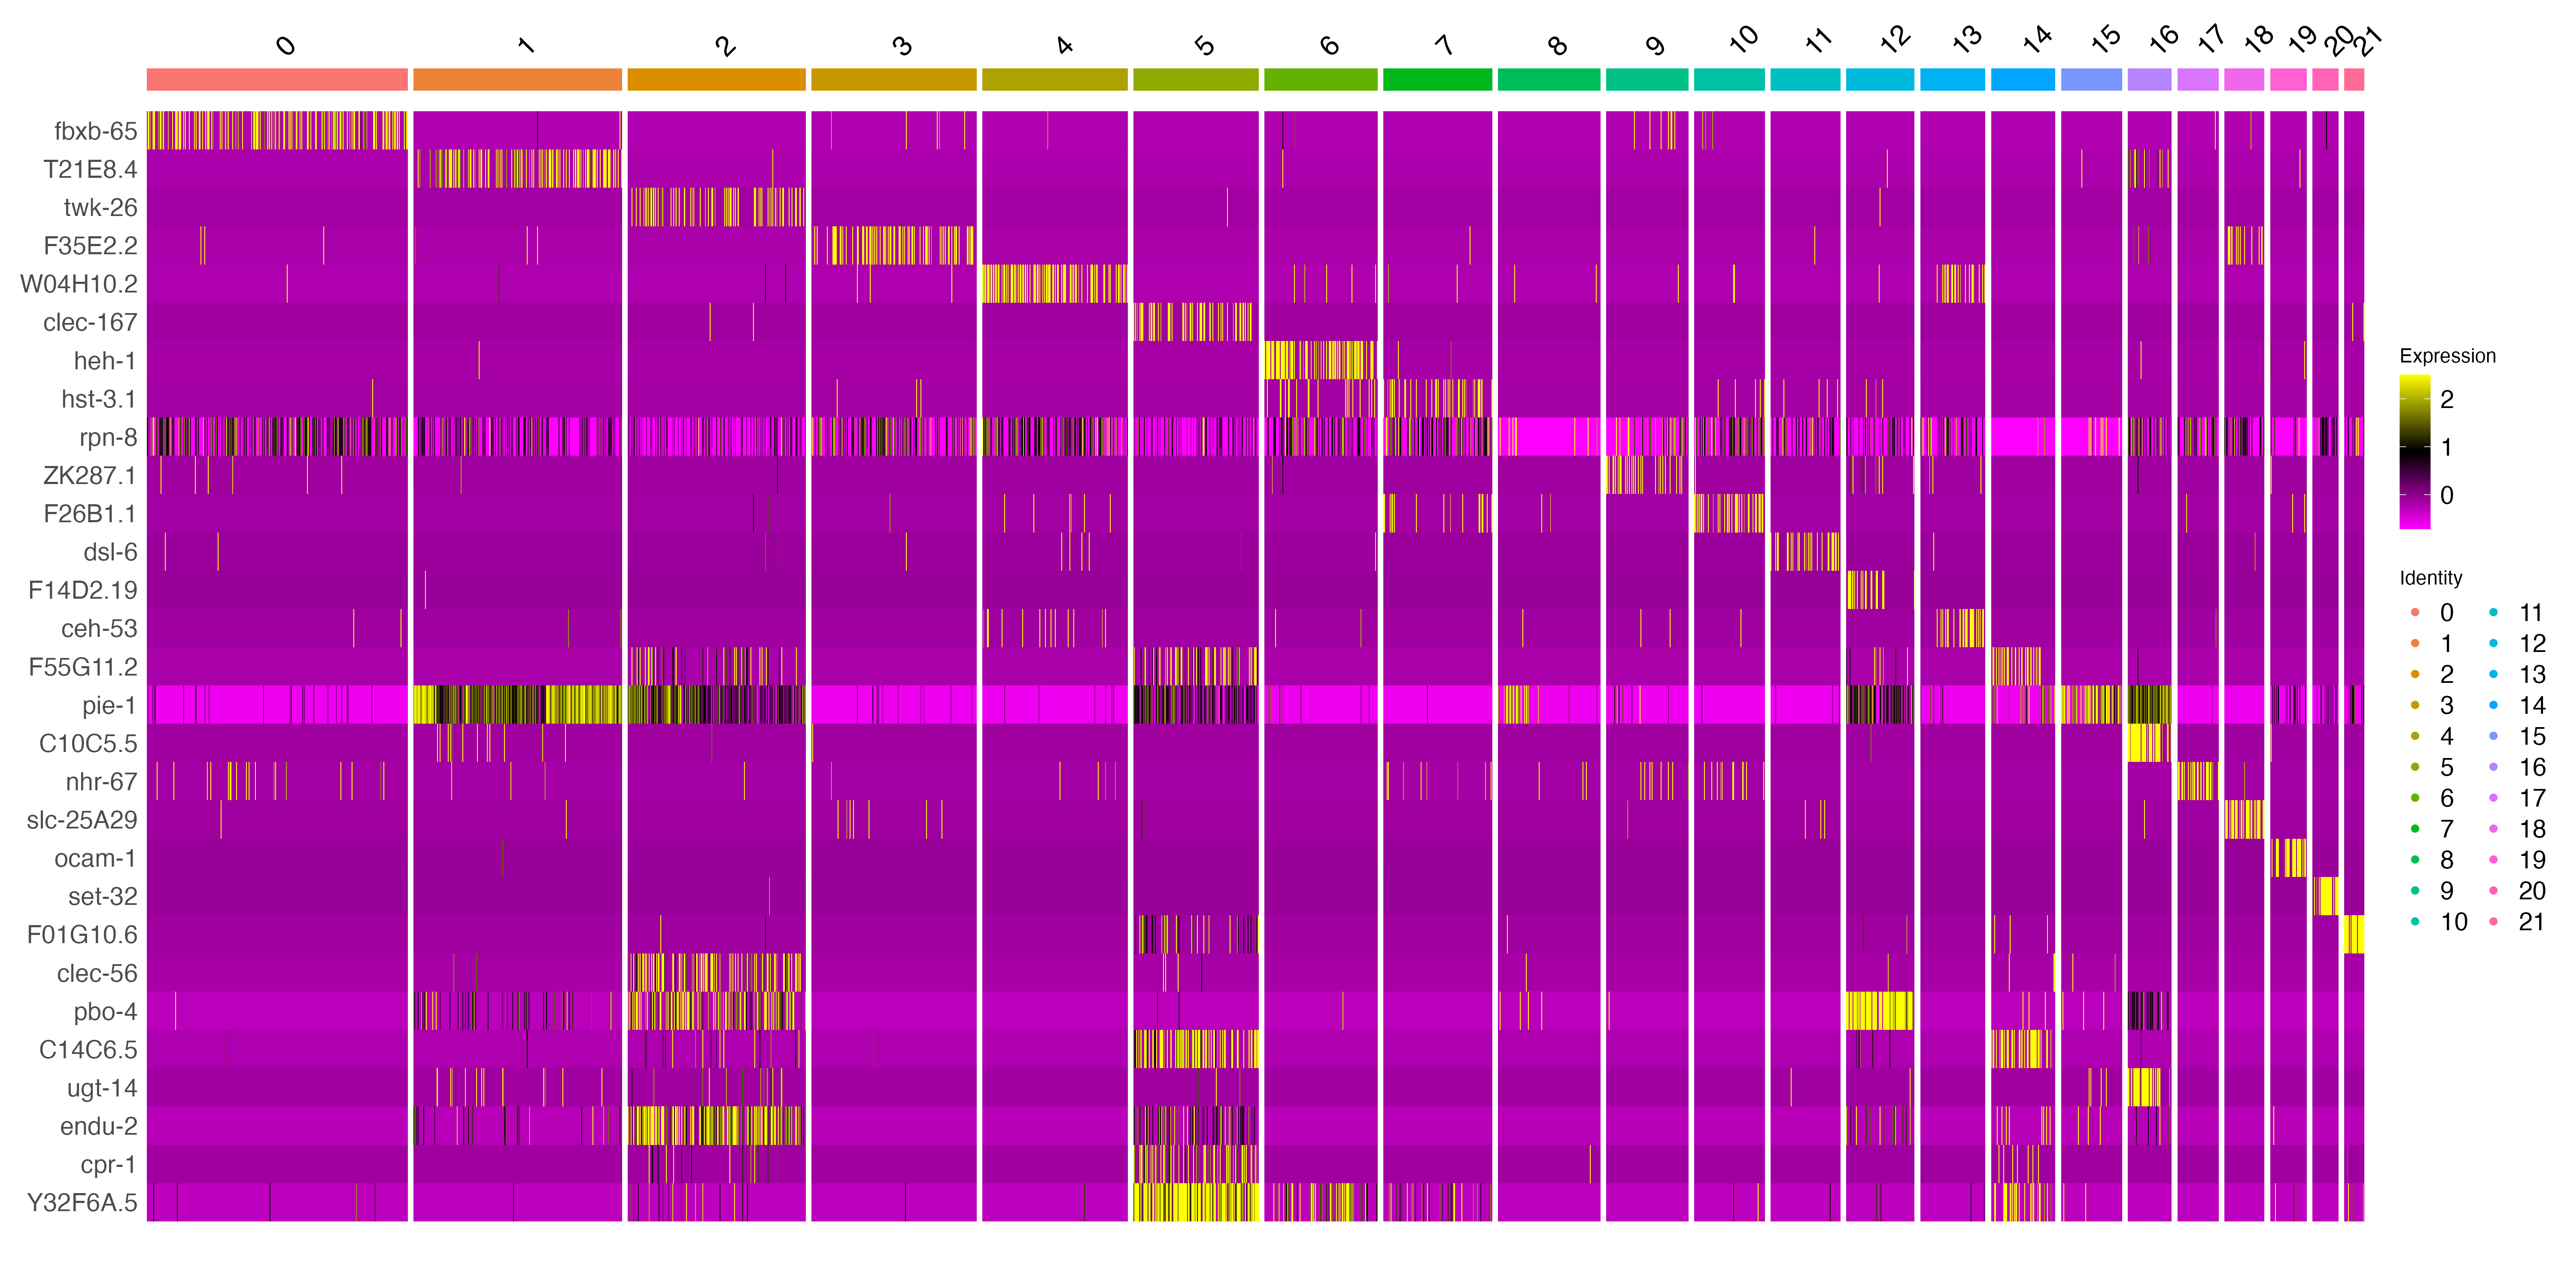 0 1 2 3 4 5 6 7 8 9 10 11 12 13 14 15 16 17 18 19 20 21
fbxb-65
T21E8.4
twk-26
F35E2.2
W04H10.2
clec-167
heh-1
hst-3.1
rpn-8
ZK287.1
F26B1.1
dsl-6
F14D2.19
ceh-53
F55G11.2
pie-1
C10C5.5
nhr-67
slc-25A29
ocam-1
set-32
F01G10.6
clec-56
pbo-4
C14C6.5
ugt-14
endu-2
cpr-1
Y32F6A.5
Expression
2
1
0
Identity
0 11
1 12
2 13
3 14
4 15
5 16
6 17
7 18
8 19
9 20
10 21